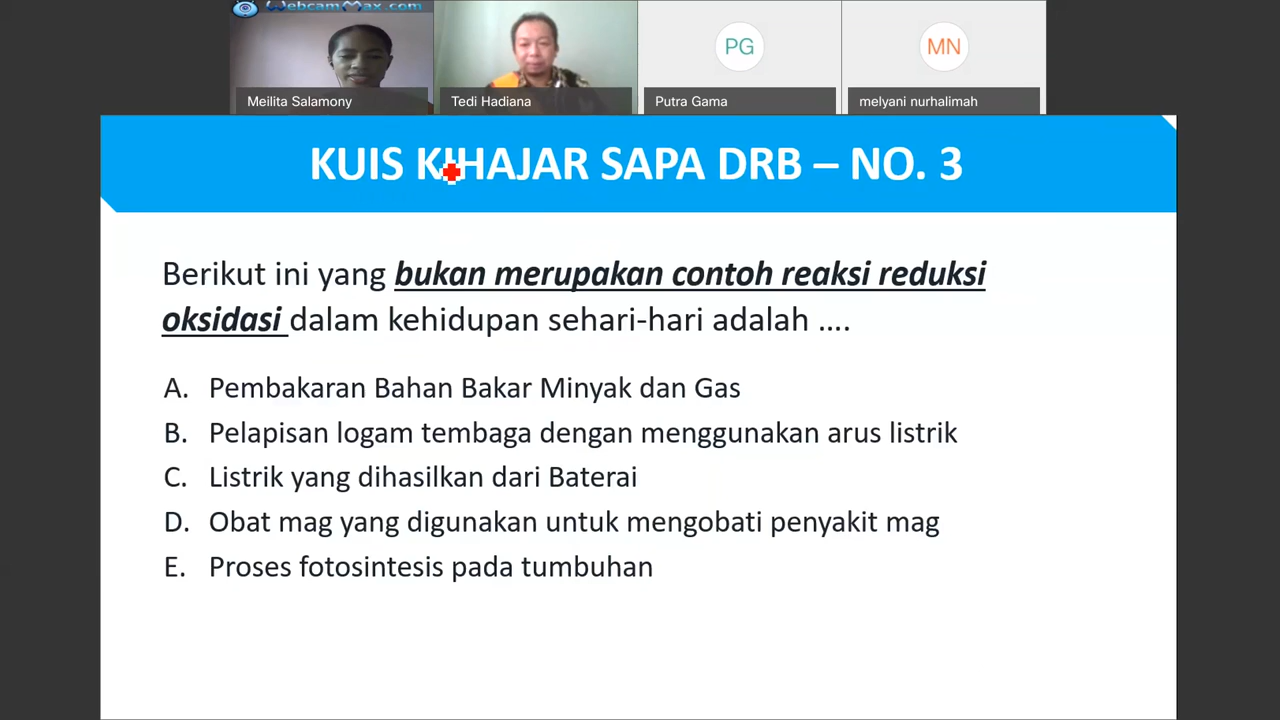 WebcamMax.com
PG
MN
Meilita Salamony
Tedi Hadiana
Putra Gama
melyani nurhalimah
KUIS KIHAJAR SAPA DRB – NO. 3
Berikut ini yang bukan merupakan contoh reaksi reduksi
oksidasi dalam kehidupan sehari-hari adalah ....
A. Pembakaran Bahan Bakar Minyak dan Gas
B. Pelapisan logam tembaga dengan menggunakan arus listrik
C. Listrik yang dihasilkan dari Baterai
D. Obat mag yang digunakan untuk mengobati penyakit mag
E. Proses fotosintesis pada tumbuhan